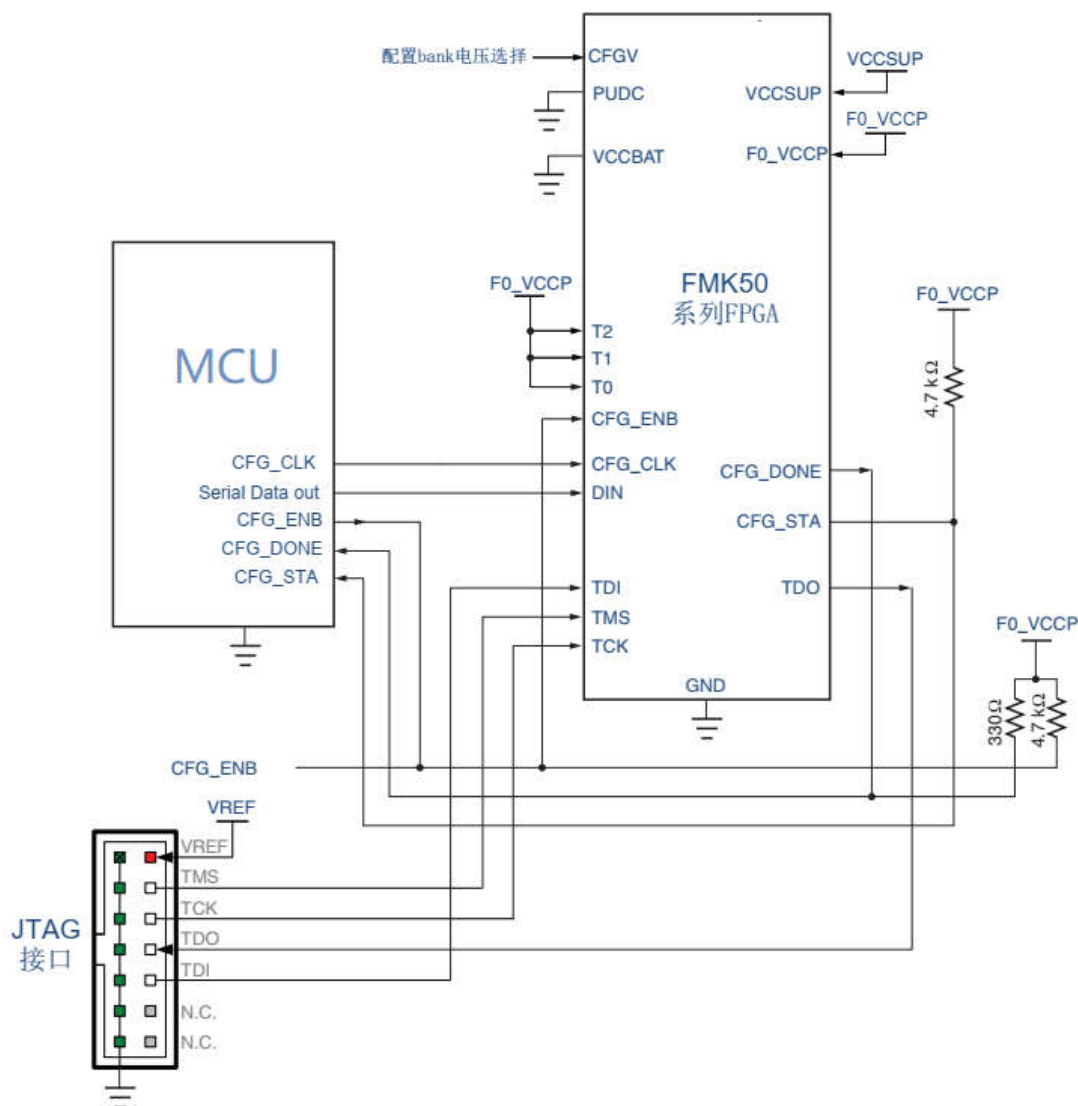 配置bank电压选择
CFGV
PUDC
VCCSUP
VCCSUP
F0_VCCP
VCCBAT
F0_VCCP
F0_VCCP
FMK50
系列FPGA
F0_VCCP
MCU
T2
T1
T0
4.7 kΩ
CFG_ENB
CFG_CLK
CFG_CLK
CFG_DONE
Serial Data out
DIN
CFG_ENB
CFG_STA
CFG_DONE
CFG_STA
TDI
TDO
TMS
TCK
F0_VCCP
GND
330Ω
4.7 kΩ
CFG_ENB
VREF
VREF
TMS
TCK
JTAG
接口
TDO
TDI
N.C.
N.C.